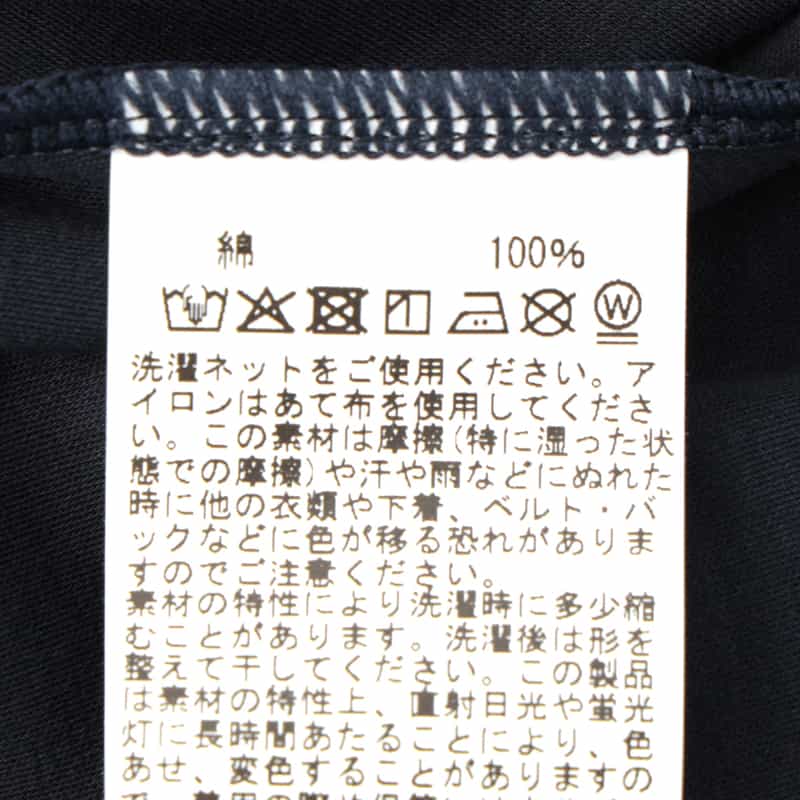 綿 100%
W
洗濯ネットをご使用ください。ア
イロンはあて布を使用してくださ
い。この素材は摩擦(特に湿った状
態での摩擦)や汗や雨などにぬれた
時に他の衣類や下着、ベルト・バ
ックなどに色が移る恐れがありま
すのでご注意ください。
素材の特性により洗濯時に多少縮
むことがあります。洗濯後は形を
整えて干してください。この製品
は素材の特性上、直射日光や蛍光
灯に長時間あたることにより、色の
あせ、変色することがあります。